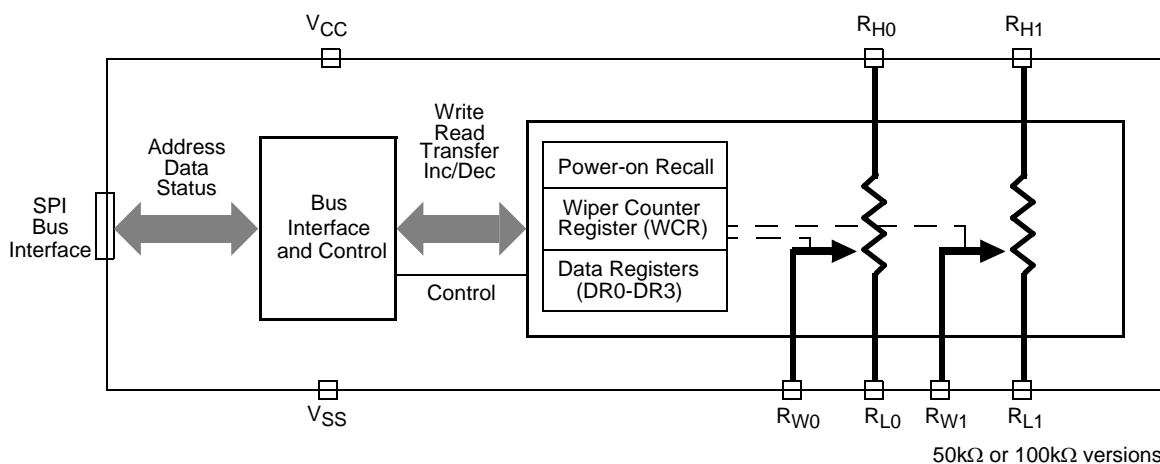 VCC
RH0
RH1
Address
Data
Status
Write
Read
Transfer
Inc/Dec
SPI
Bus
Interface
Bus
Interface
and Control
Control
Power-on Recall
Wiper Counter
Register (WCR)
Data Registers
(DR0-DR3)
VSS
RW0
RL0
RW1
RL1
50kΩ or 100kΩ versions